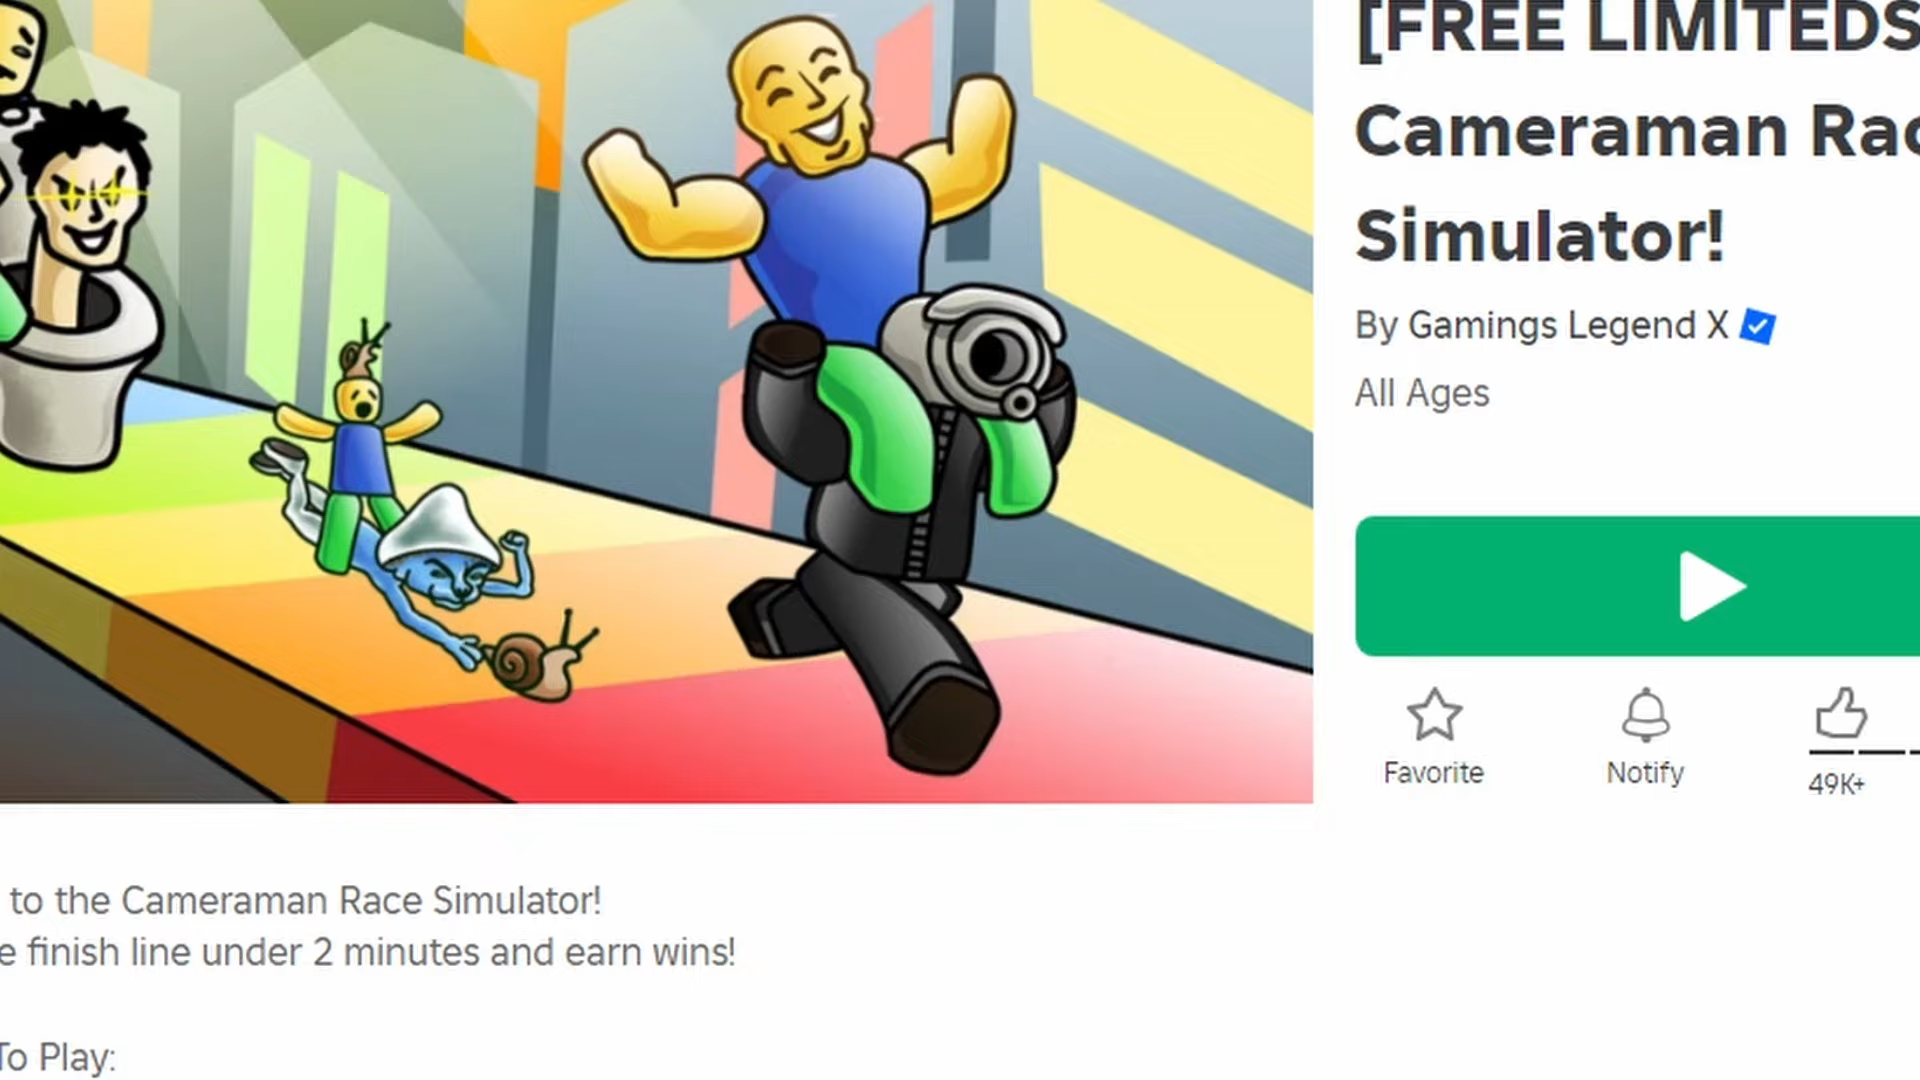 [FREE LIMITEDS
Cameraman Rac
Simulator!
By Gamings Legend X
All Ages
Favorite
Notify
49K+
to the Cameraman Race Simulator!
e finish line under 2 minutes and earn wins!
To Play: